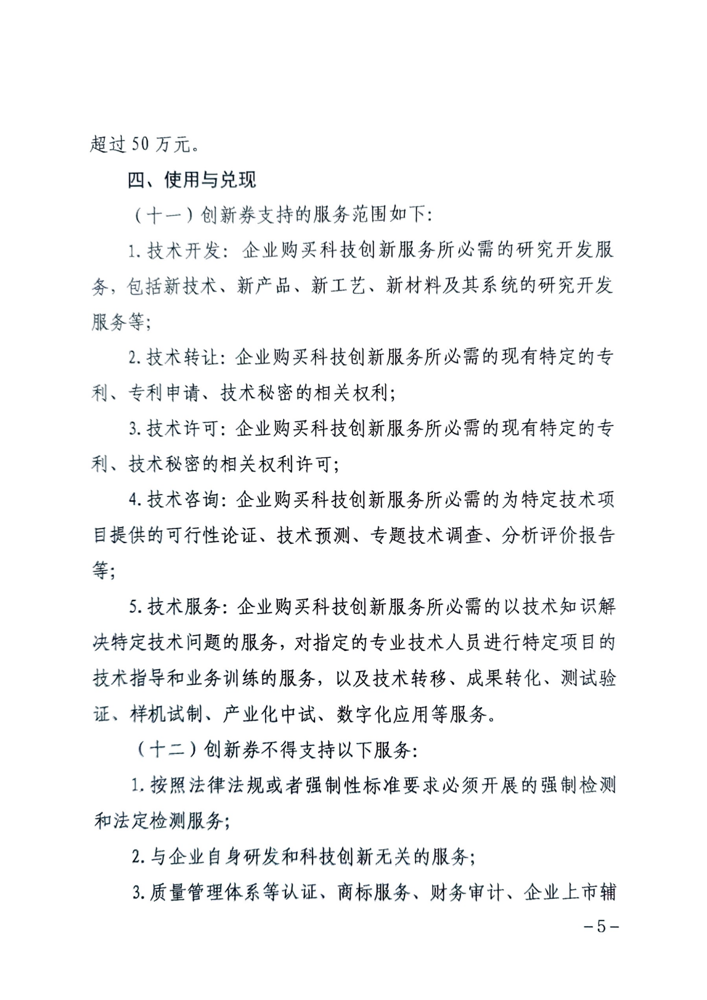 超过 50 万元。
四、使用与兑现
（十一）创新券支持的服务范围如下：
1. 技术开发：企业购买科技创新服务所必需的研究开发服
务，包括新技术、新产品、新工艺、新材料及其系统的研究开发
服务等；
2. 技术转让：企业购买科技创新服务所必需的现有特定的专
利、专利申请、技术秘密的相关权利；
3. 技术许可：企业购买科技创新服务所必需的现有特定的专
利、技术秘密的相关权利许可；
4. 技术咨询：企业购买科技创新服务所必需的为特定技术项
目提供的可行性论证、技术预测、专题技术调查、分析评价报告
等；
5. 技术服务：企业购买科技创新服务所必需的以技术知识解
决特定技术问题的服务，对指定的专业技术人员进行特定项目的
技术指导和业务训练的服务，以及技术转移、成果转化、测试验
证、样机试制、产业化中试、数字化应用等服务。
（十二）创新券不得支持以下服务：
1. 按照法律法规或者强制性标准要求必须开展的强制检测
和法定检测服务；
2. 与企业自身研发和科技创新无关的服务；
3. 质量管理体系等认证、商标服务、财务审计、企业上市辅
－5－